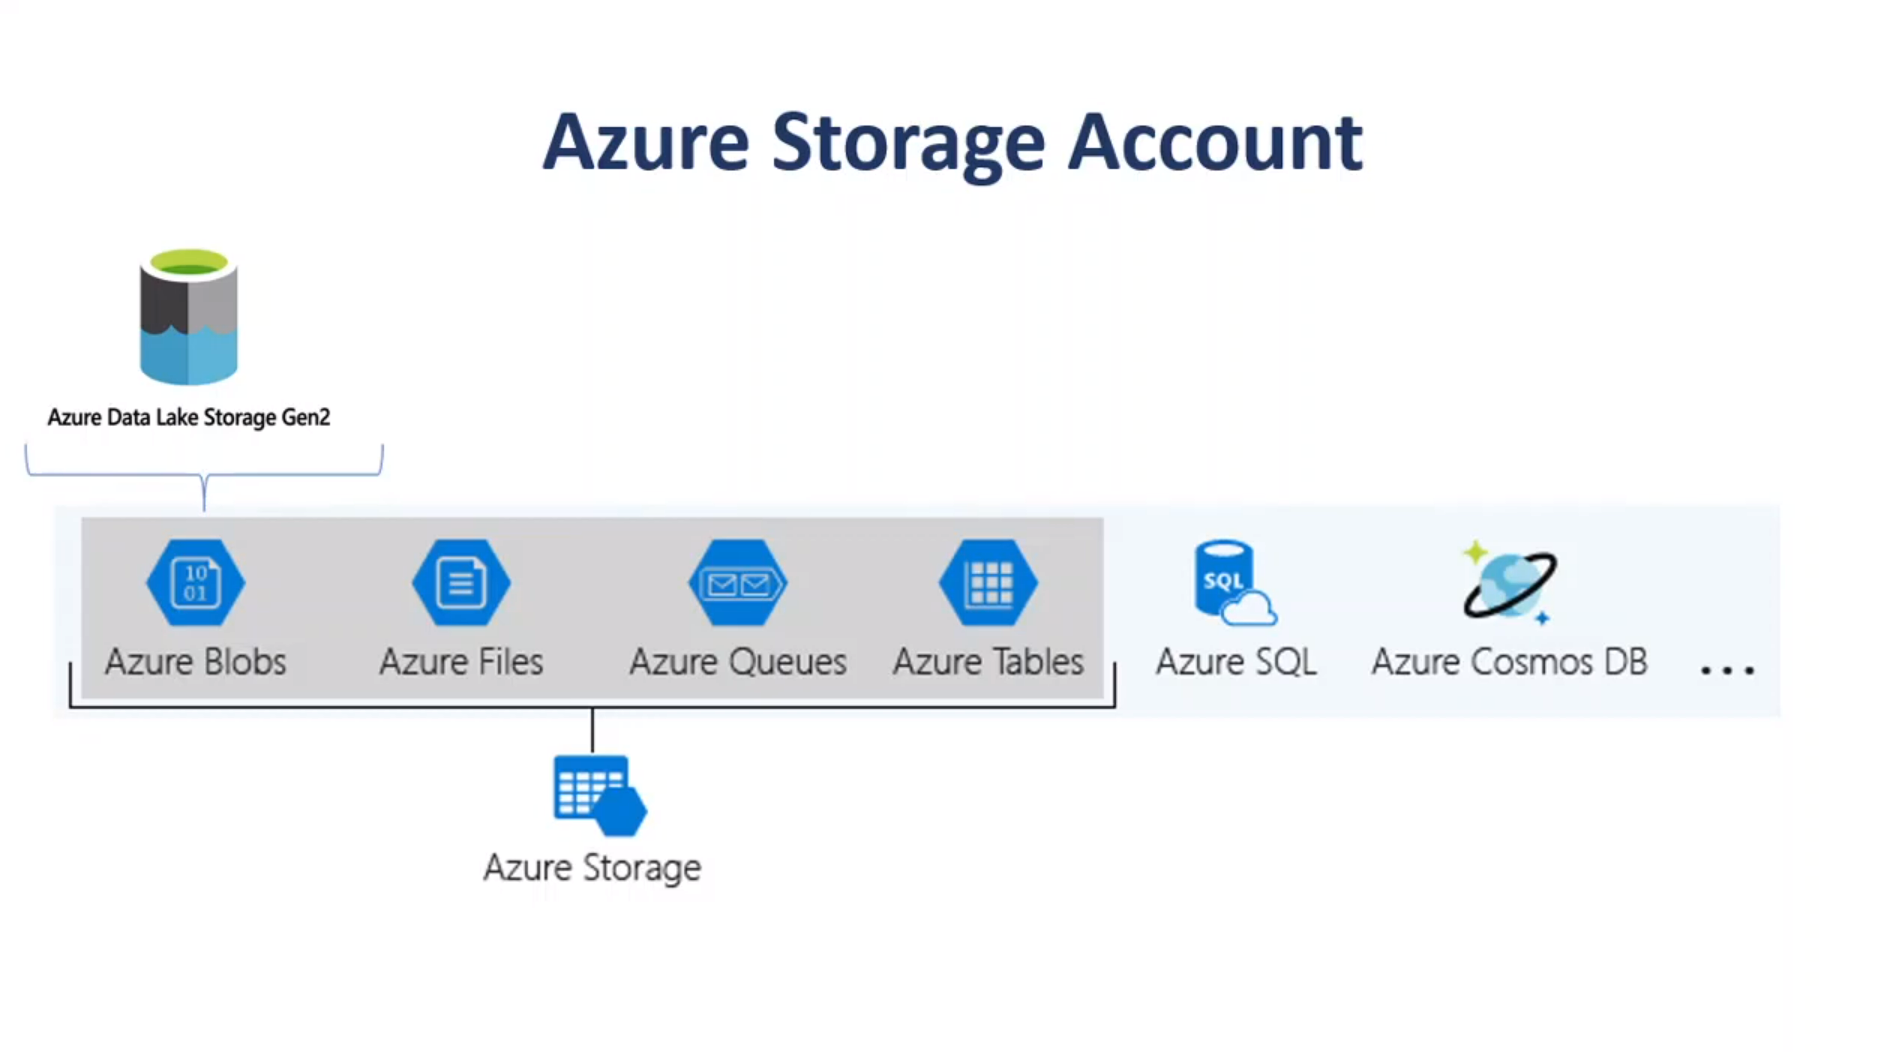 Azure Storage Account
Azure Data Lake Storage Gen2
10
01
SQL
Azure Blobs Azure Files Azure Queues Azure Tables Azure SQL Azure Cosmos DB ...
Azure Storage